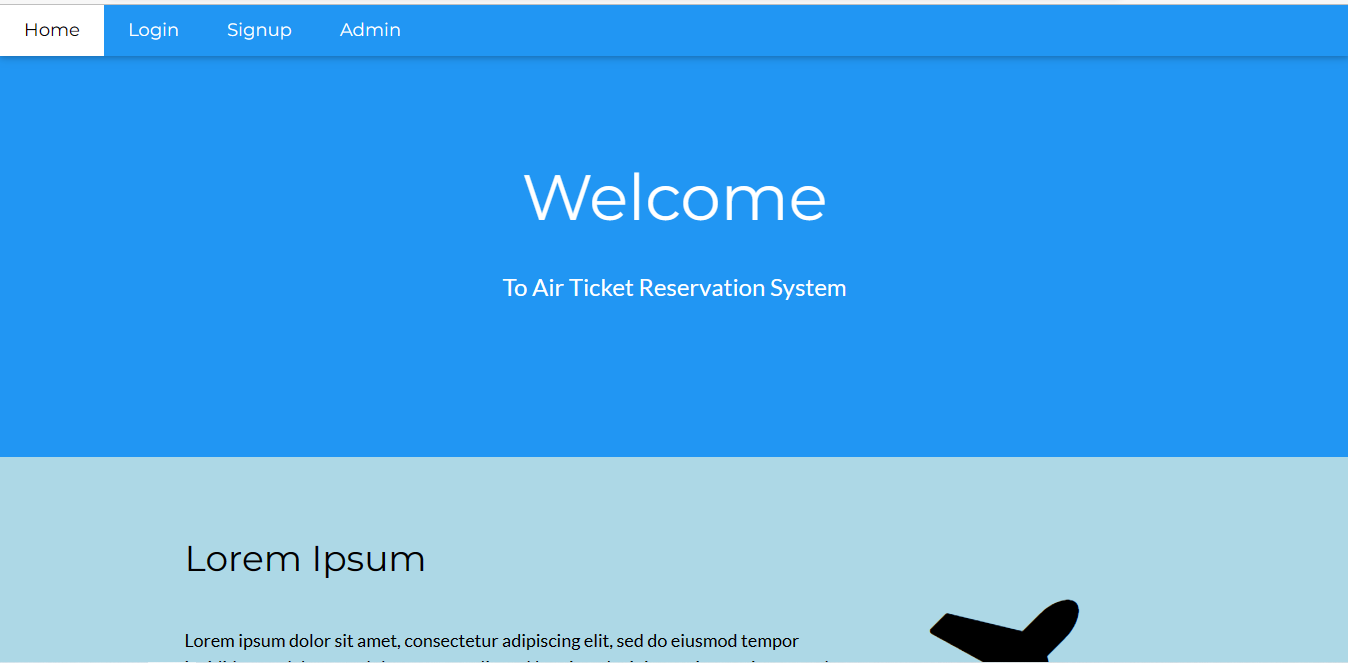 Home Login Signup Admin
Welcome
To Air Ticket Reservation System
Lorem Ipsum
Lorem ipsum dolor sit amet, consectetur adipiscing elit, sed do eiusmod tempor